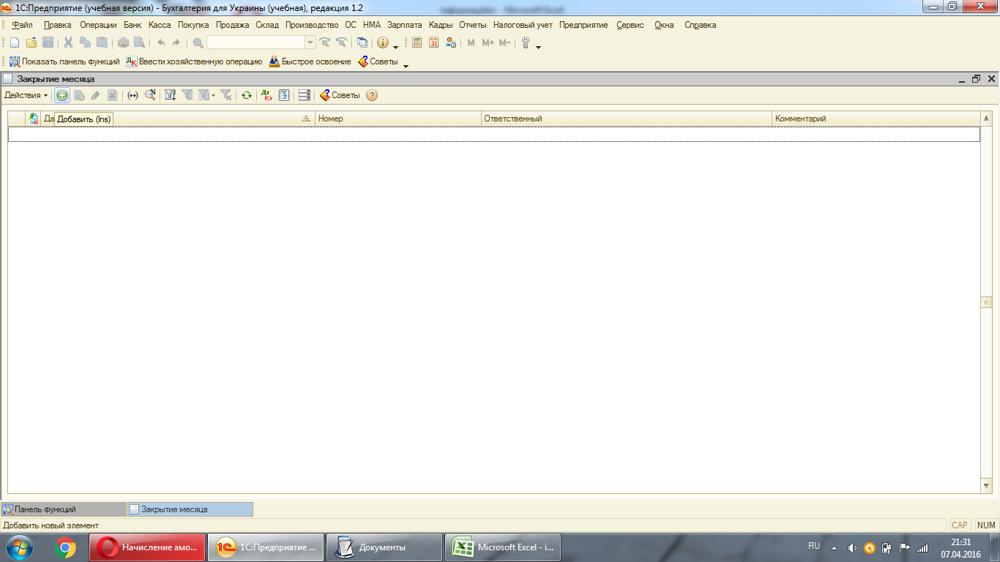 1С:Предприятие (учебная версия) - Бухгалтерия для Украины (учебная), редакция 1.2
Файл Правка Операции Банк Касса Покупка Продажа Склад Производство ОС НМА Зарплата Кадры Отчеты Налоговый учет Предприятие Сервис Окна Справка
M M+ M-
Показать панель функций Ввести хозяйственную операцию Быстрое освоение Советы
Закрытие месяца
Действия Советы
Да Добавить (Ins) Номер Ответственный Комментарий
Панель функций Закрытие месяца
Добавить новый элемент CAP NUM
Начисление амо... 1С:Предприятие ... Документы Microsoft Excel - i... RU 21:31
07.04.2016